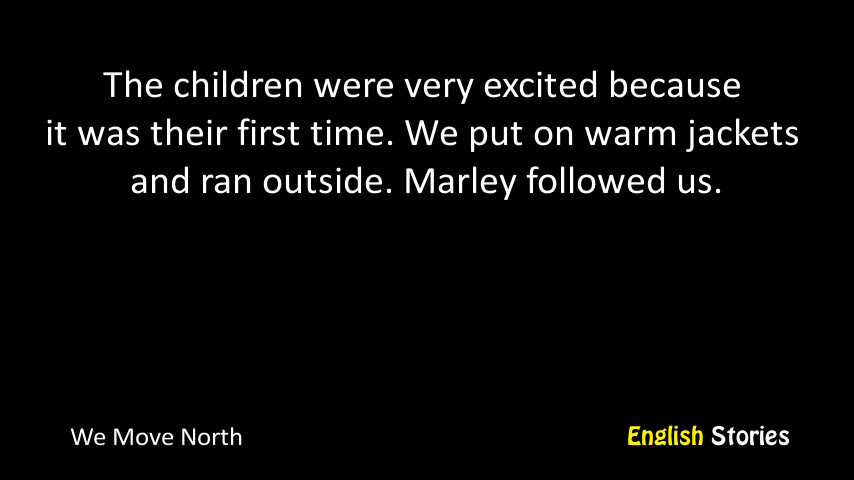 The children were very excited because
it was their first time. We put on warm jackets
and ran outside. Marley followed us.
We Move North
English Stories